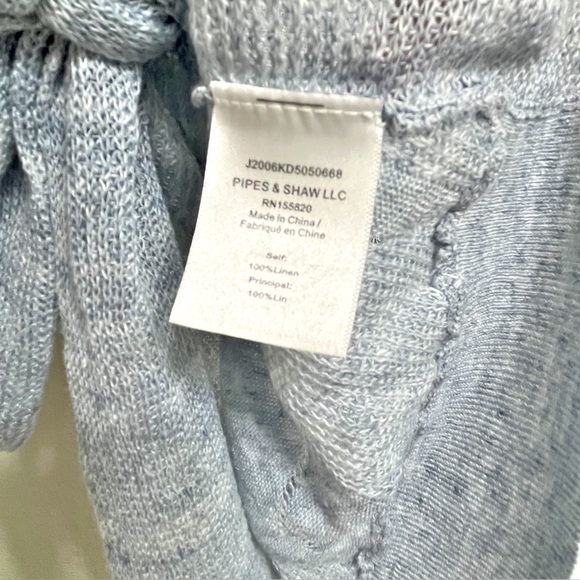 J2006KD5050668
PIPES & SHAW LLC
RN155820
Made in China /
Fabriqué en Chine
Self:
100%Linen
Principal:
100%Lin